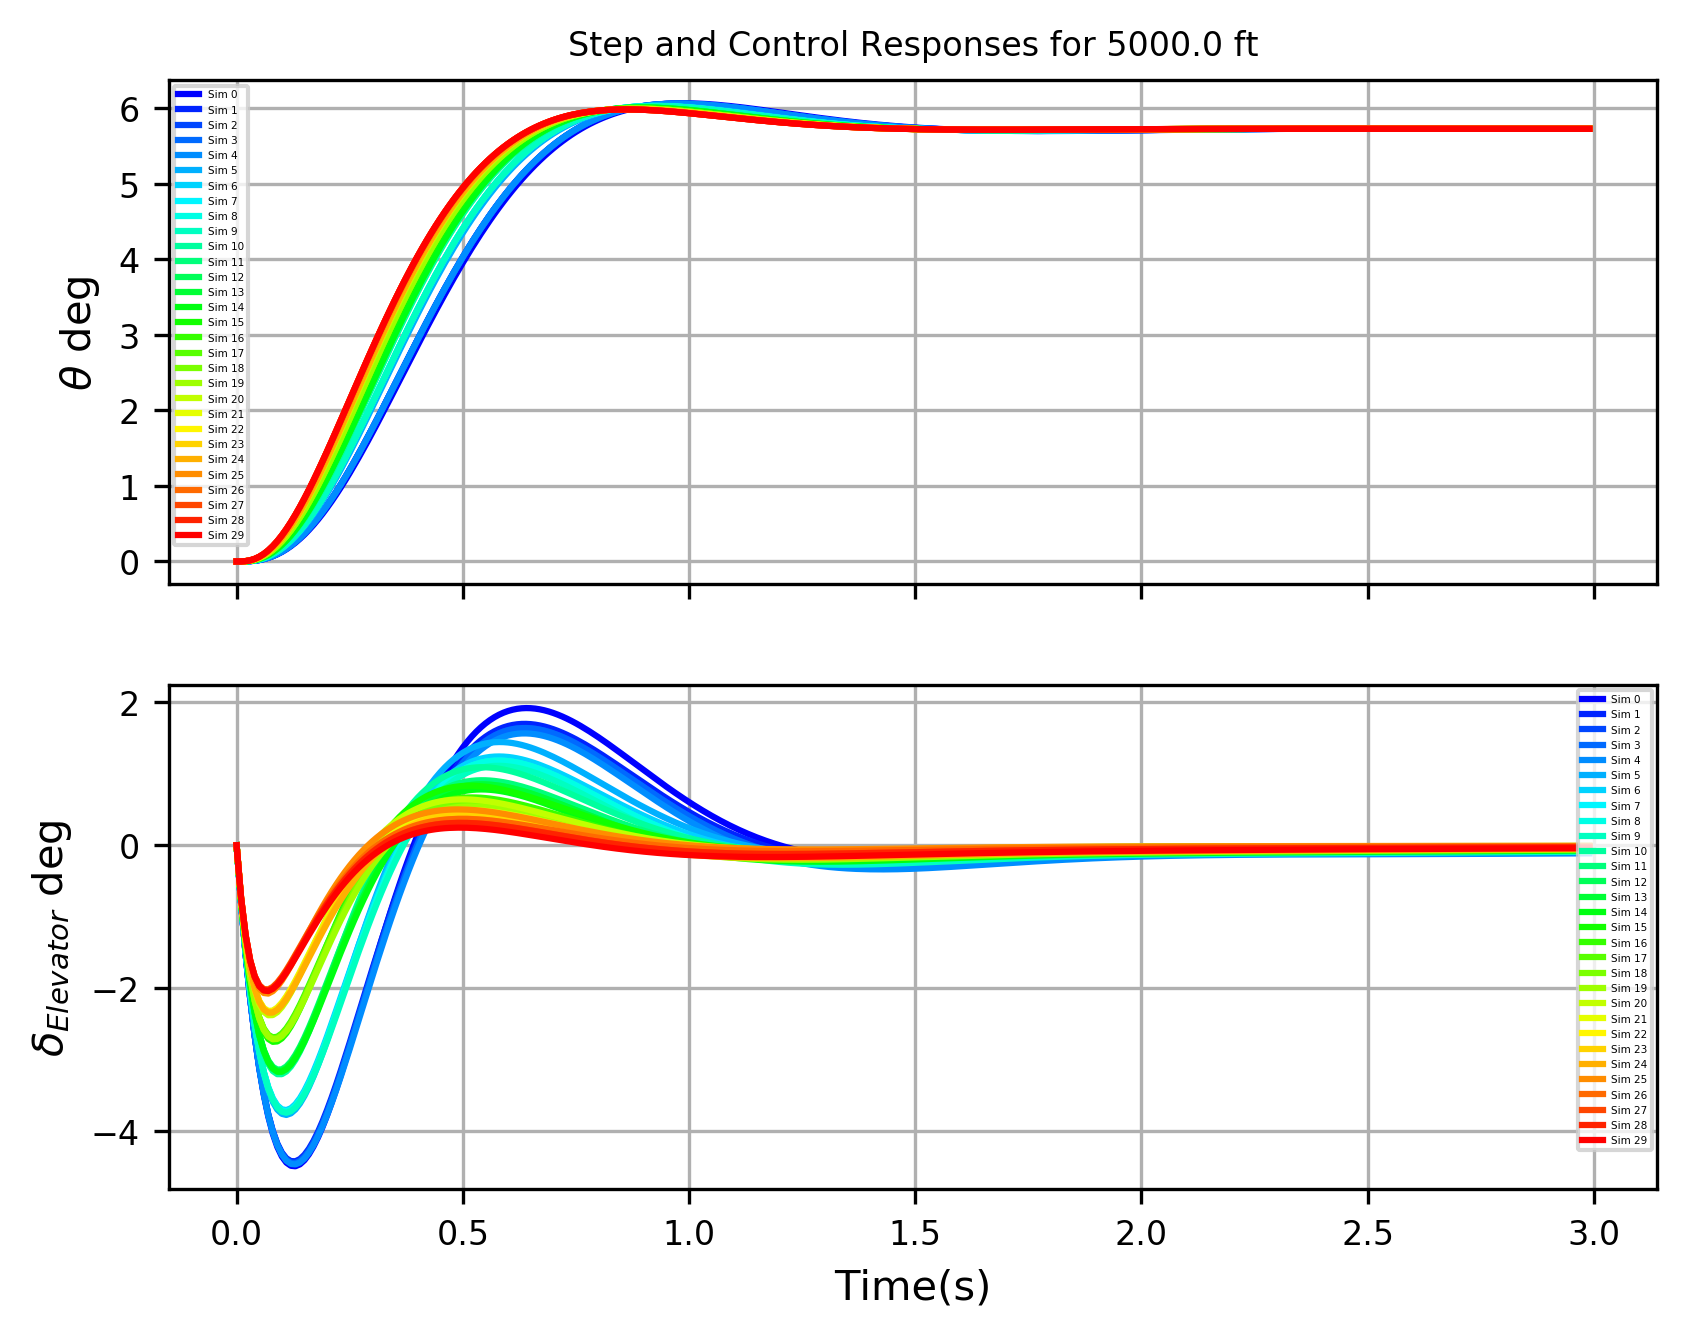 Step and Control Responses for 5000.0 ft
θ deg
6
5
4
3
2
1
0
Sim 0
Sim 1
Sim 2
Sim 3
Sim 4
Sim 5
Sim 6
Sim 7
Sim 8
Sim 9
Sim 10
Sim 11
Sim 12
Sim 13
Sim 14
Sim 15
Sim 16
Sim 17
Sim 18
Sim 19
Sim 20
Sim 21
Sim 22
Sim 23
Sim 24
Sim 25
Sim 26
Sim 27
Sim 28
Sim 29
δElevator deg
2
0
−2
−4
Sim 0
Sim 1
Sim 2
Sim 3
Sim 4
Sim 5
Sim 6
Sim 7
Sim 8
Sim 9
Sim 10
Sim 11
Sim 12
Sim 13
Sim 14
Sim 15
Sim 16
Sim 17
Sim 18
Sim 19
Sim 20
Sim 21
Sim 22
Sim 23
Sim 24
Sim 25
Sim 26
Sim 27
Sim 28
Sim 29
0.0 0.5 1.0 1.5 2.0 2.5 3.0
Time(s)